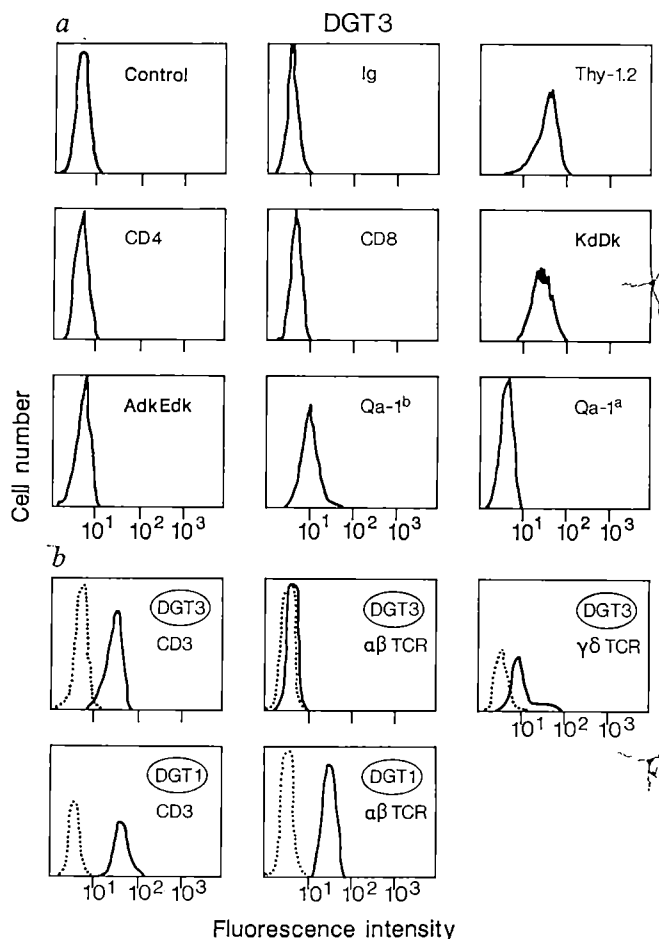 a DGT3
Control
Ig
Thy-1.2
CD4
CD8
KdDk
AdkEdk
Qa-1ᵇ
Qa-1ᵃ
Cell number
10¹ 10² 10³
10¹ 10² 10³
10¹ 10² 10³
b
DGT3
CD3
DGT3
αβ TCR
DGT3
γδ TCR
10¹ 10² 10³
DGT1
CD3
DGT1
αβ TCR
10¹ 10² 10³
10¹ 10² 10³
Fluorescence intensity